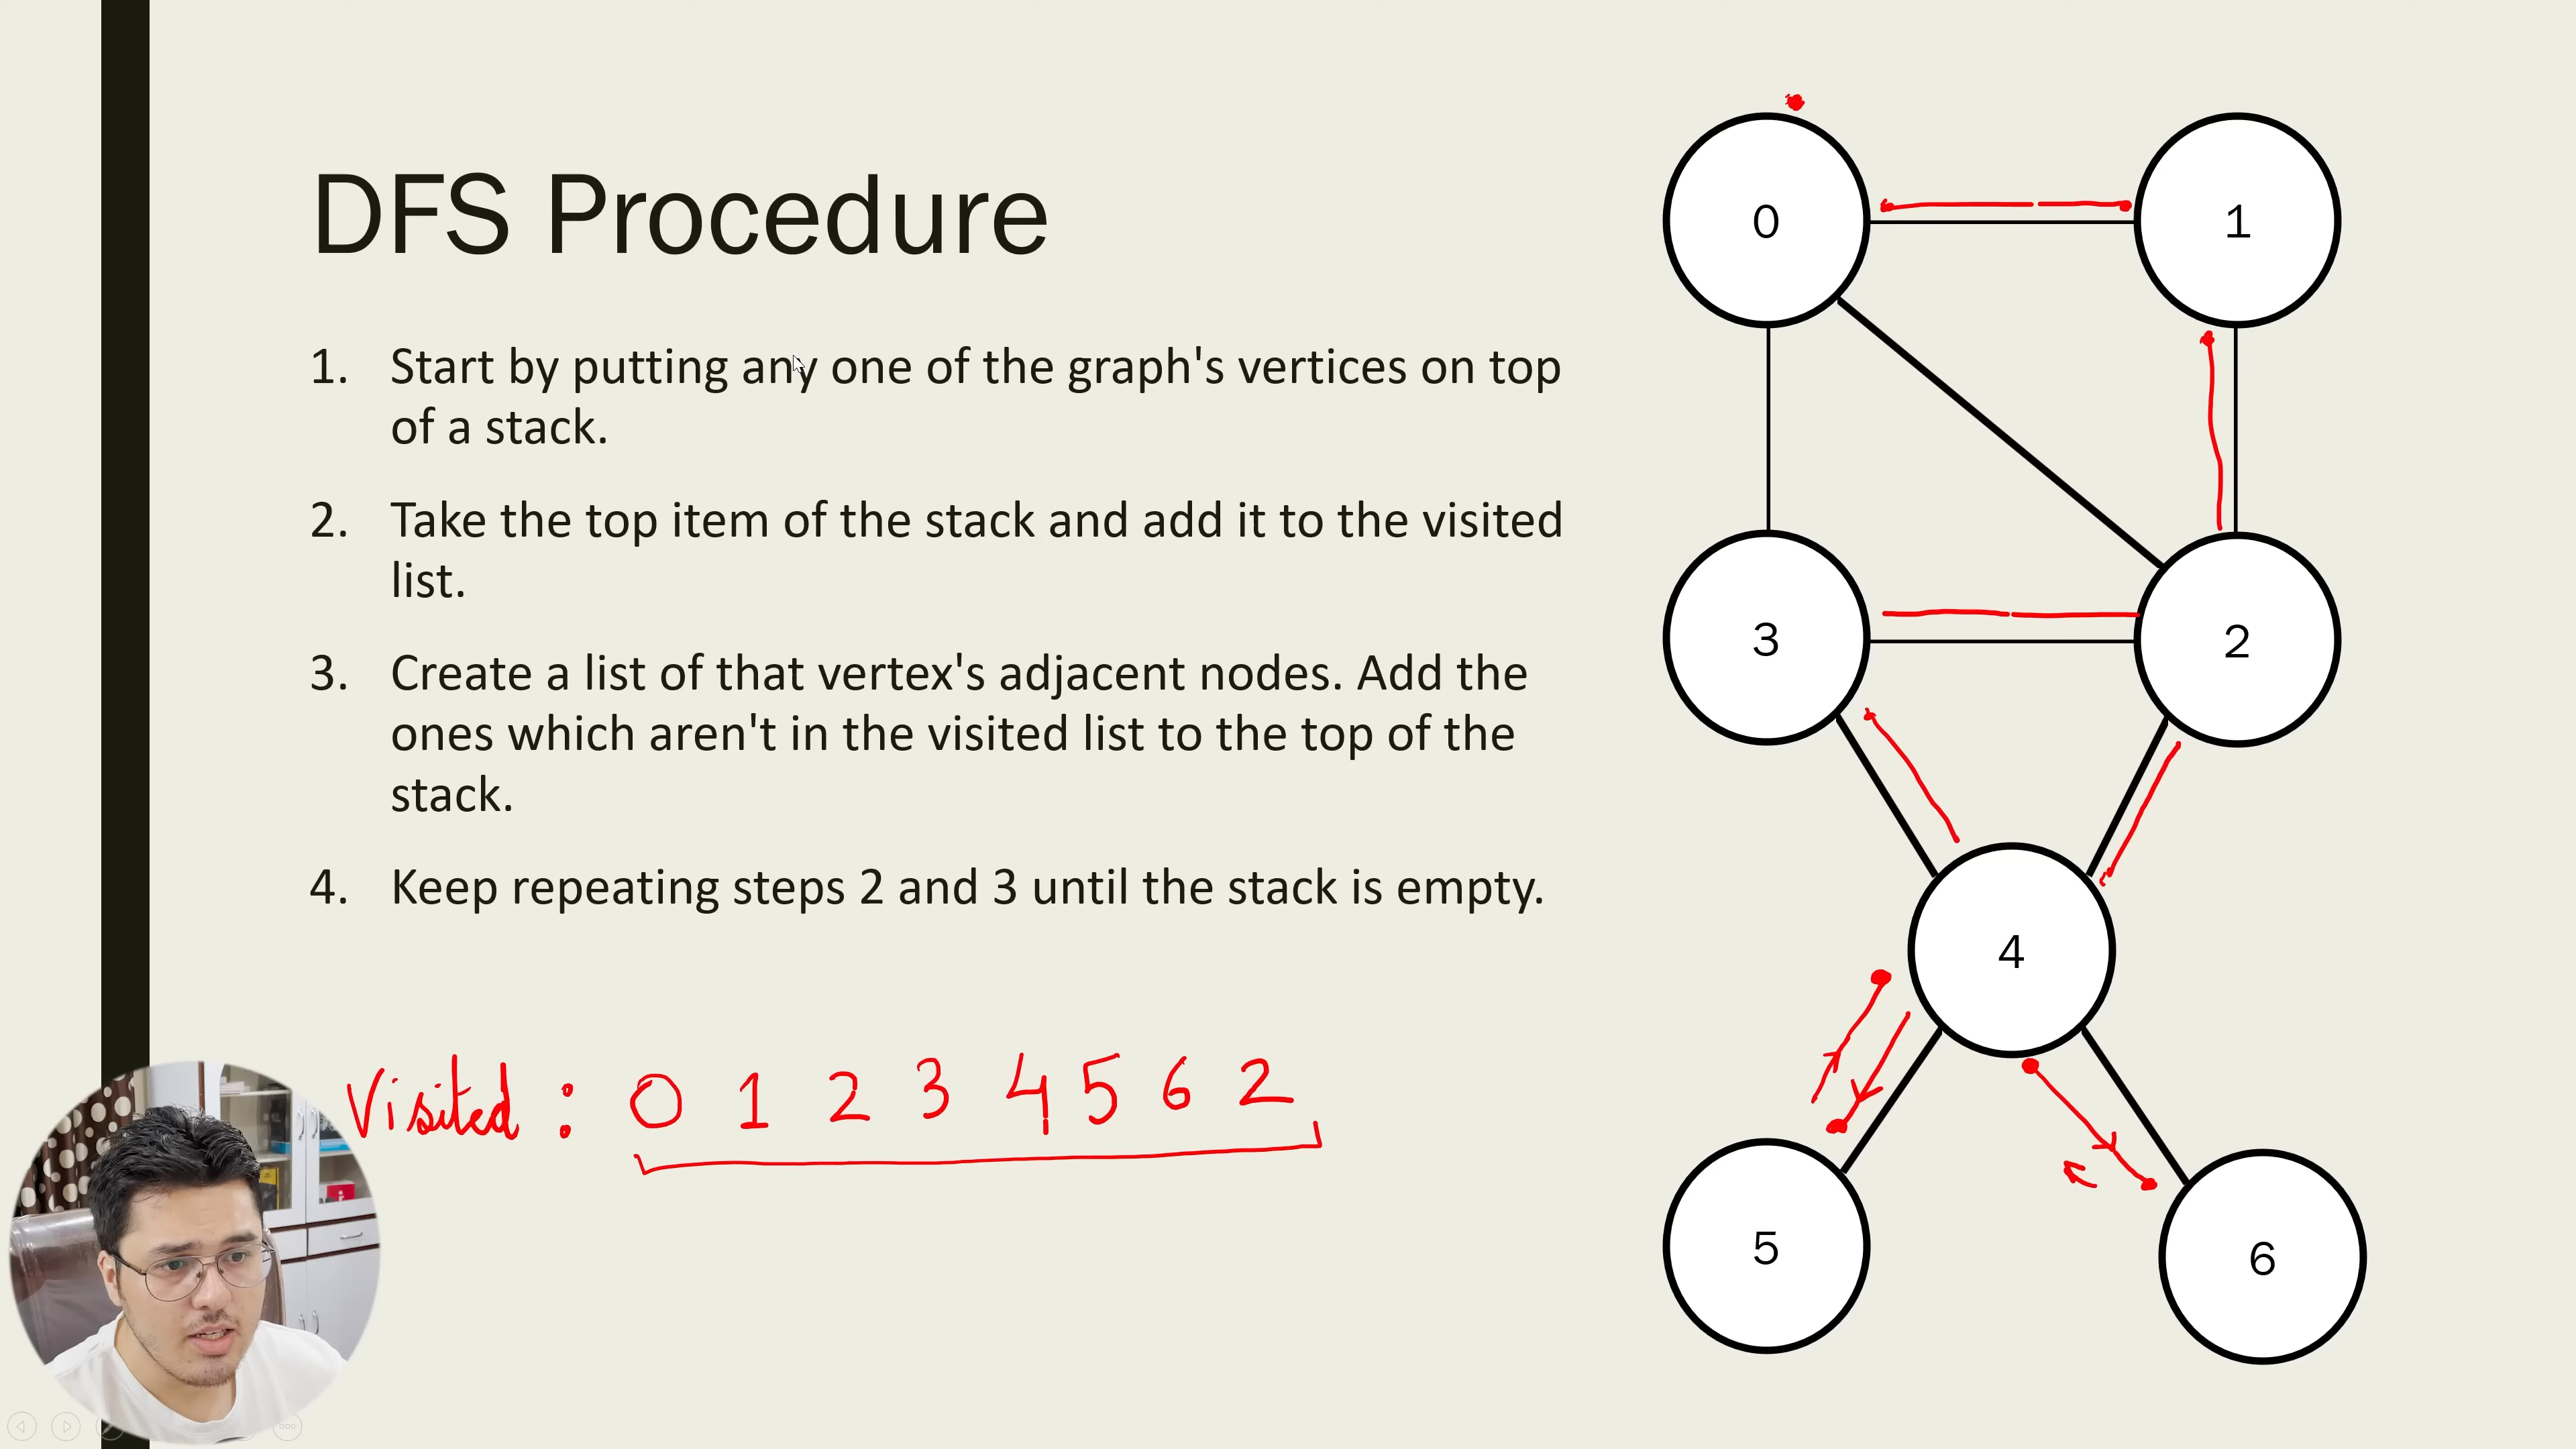 DFS Procedure
1. Start by putting any one of the graph's vertices on top
of a stack.
2. Take the top item of the stack and add it to the visited
list.
3. Create a list of that vertex's adjacent nodes. Add the
ones which aren't in the visited list to the top of the
stack.
4. Keep repeating steps 2 and 3 until the stack is empty.
Visited : 0 1 2 3 4 5 6 2
0 1
3 2
4
5 6